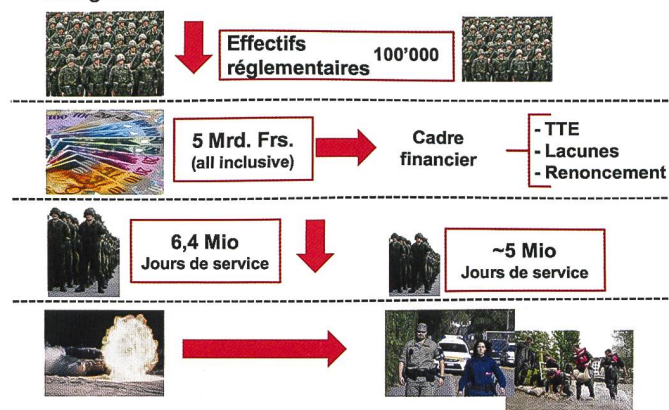 Effectifs
réglementaires 100'000
5 Mrd. Frs.
(all inclusive)
Cadre
financier
- TTE
- Lacunes
- Renoncement
6,4 Mio
Jours de service
~5 Mio
Jours de service